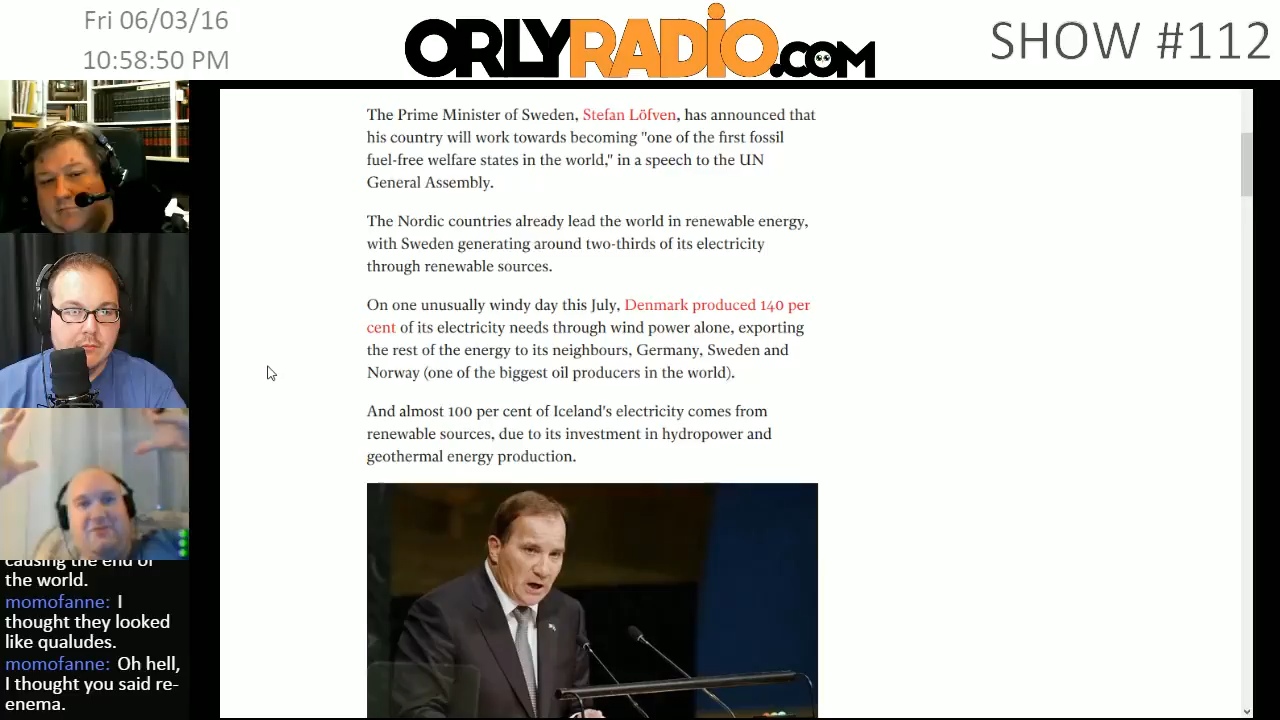 Fri 06/03/16
10:58:50 PM
ORLYRADIO.COM
SHOW #112
The Prime Minister of Sweden, Stefan Löfven, has announced that
his country will work towards becoming "one of the first fossil
fuel-free welfare states in the world," in a speech to the UN
General Assembly.
The Nordic countries already lead the world in renewable energy,
with Sweden generating around two-thirds of its electricity
through renewable sources.
On one unusually windy day this July, Denmark produced 140 per
cent of its electricity needs through wind power alone, exporting
the rest of the energy to its neighbours, Germany, Sweden and
Norway (one of the biggest oil producers in the world).
And almost 100 per cent of Iceland's electricity comes from
renewable sources, due to its investment in hydropower and
geothermal energy production.
causing the end of
the world.
momofanne: I
thought they looked
like qualudes.
momofanne: Oh hell,
I thought you said re-
enema.